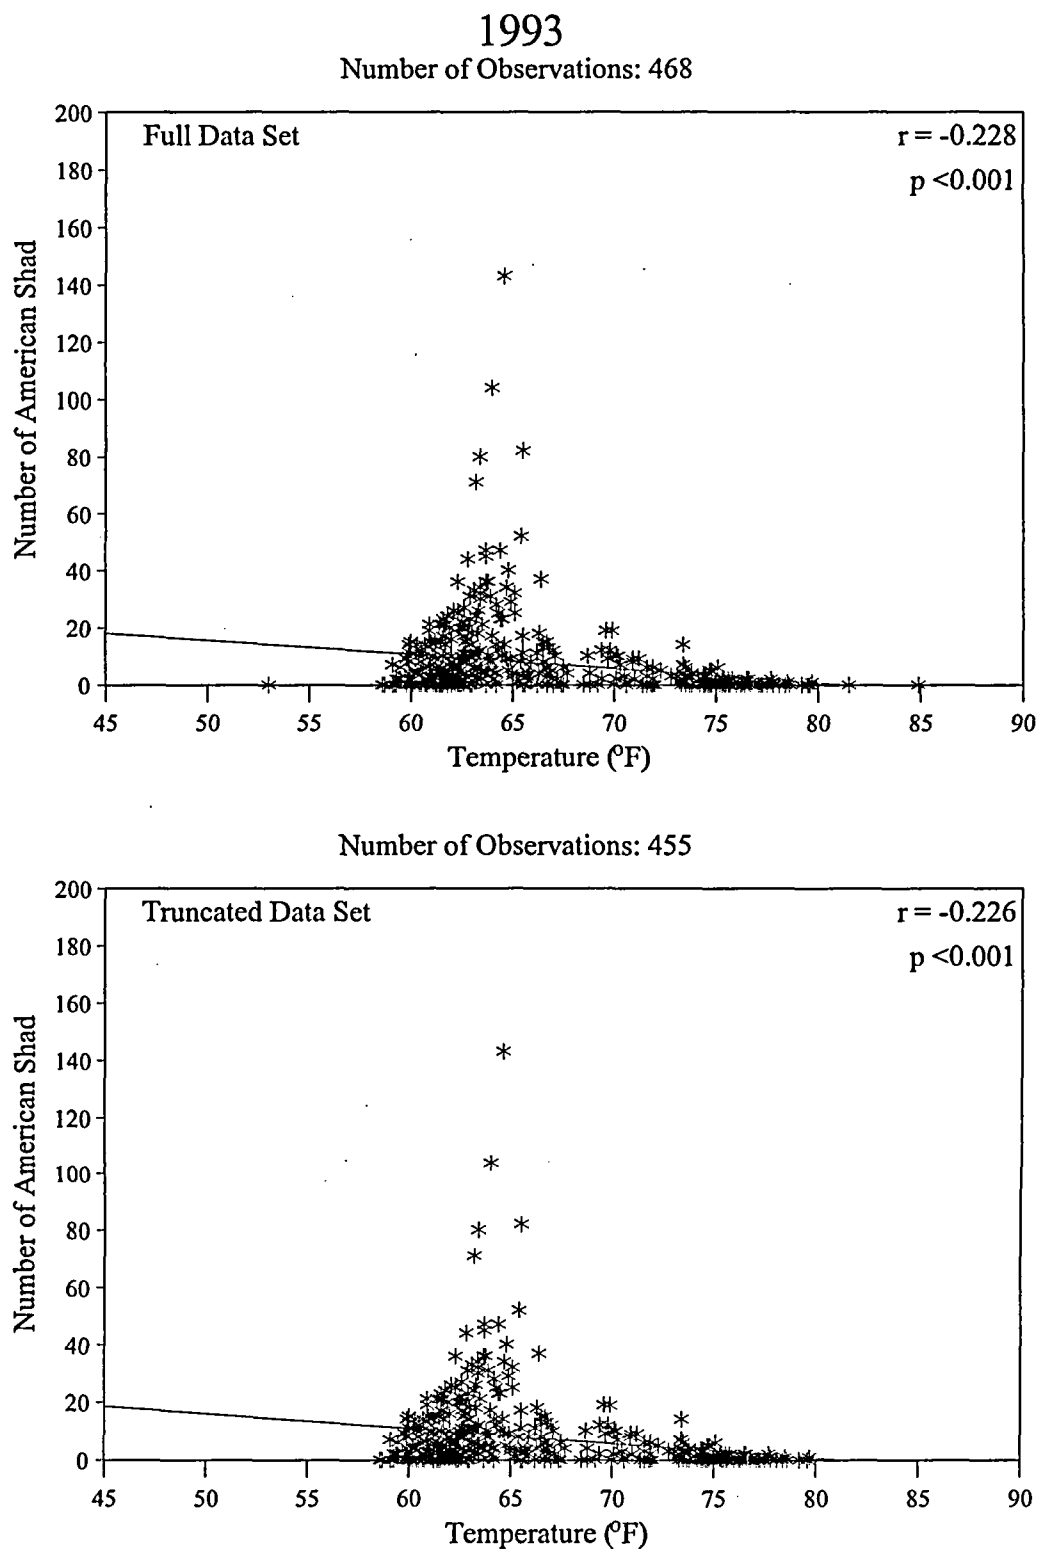 1993
Number of Observations: 468
Full Data Set
r = -0.228
p <0.001
Number of American Shad
200
180
160
140
120
100
80
60
40
20
0
45 50 55 60 65 70 75 80 85 90
Temperature (°F)
Number of Observations: 455
Truncated Data Set
r = -0.226
p <0.001
Number of American Shad
200
180
160
140
120
100
80
60
40
20
0
45 50 55 60 65 70 75 80 85 90
Temperature (°F)